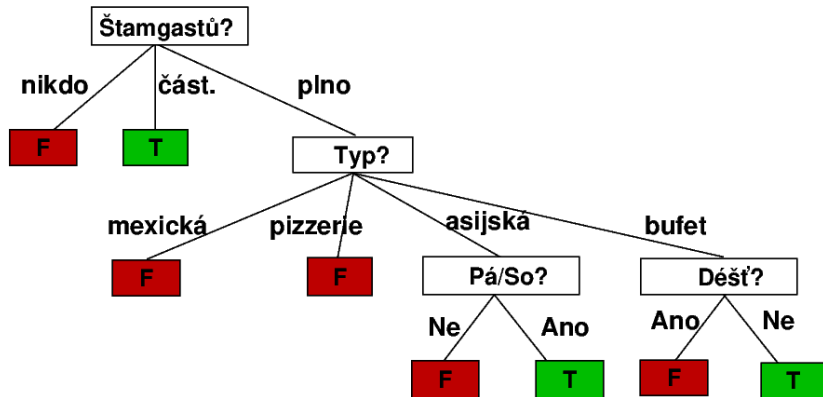 Štamgastů?
nikdo část. plno
F T
Typ?
mexická pizzerie asijská bufet
F F
Pá/So? Déšť?
Ne Ano Ano Ne
F T F T